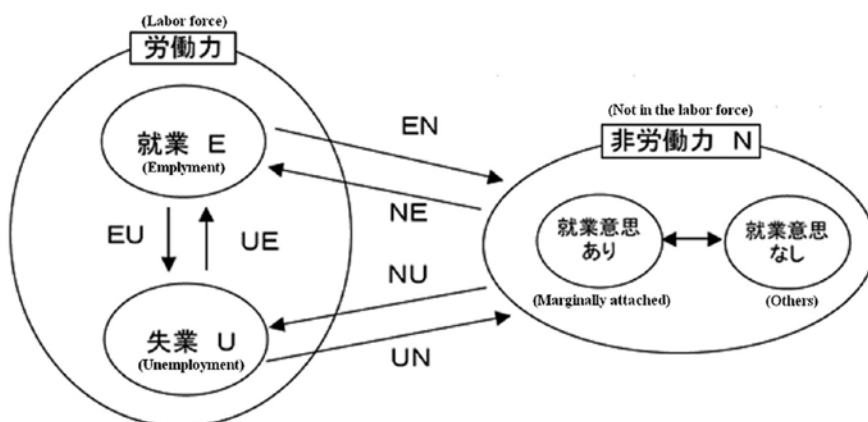 (Labor force)
労働力
就業 E
(Emplyment)
EU
UE
失業 U
(Unemployment)
EN
NE
NU
UN
(Not in the labor force)
非労働力 N
就業意思
あり
(Marginally attached)
就業意思
なし
(Others)